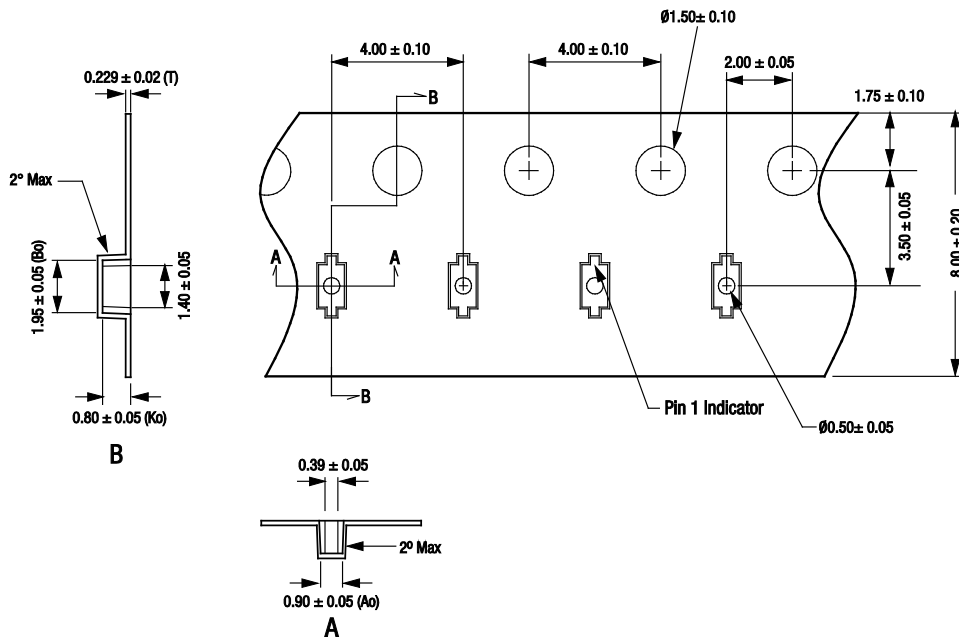 Ø1.50± 0.10
4.00 ± 0.10
4.00 ± 0.10
2.00 ± 0.05
0.229 ± 0.02 (T)
1.75 ± 0.10
B
2° Max
3.50 ± 0.05
8.00 ± 0.20
A
A
1.95 ± 0.05 (Bo)
1.40 ± 0.05
B
Pin 1 Indicator
0.80 ± 0.05 (Ko)
Ø0.50± 0.05
B
0.39 ± 0.05
2º Max
0.90 ± 0.05 (Ao)
A